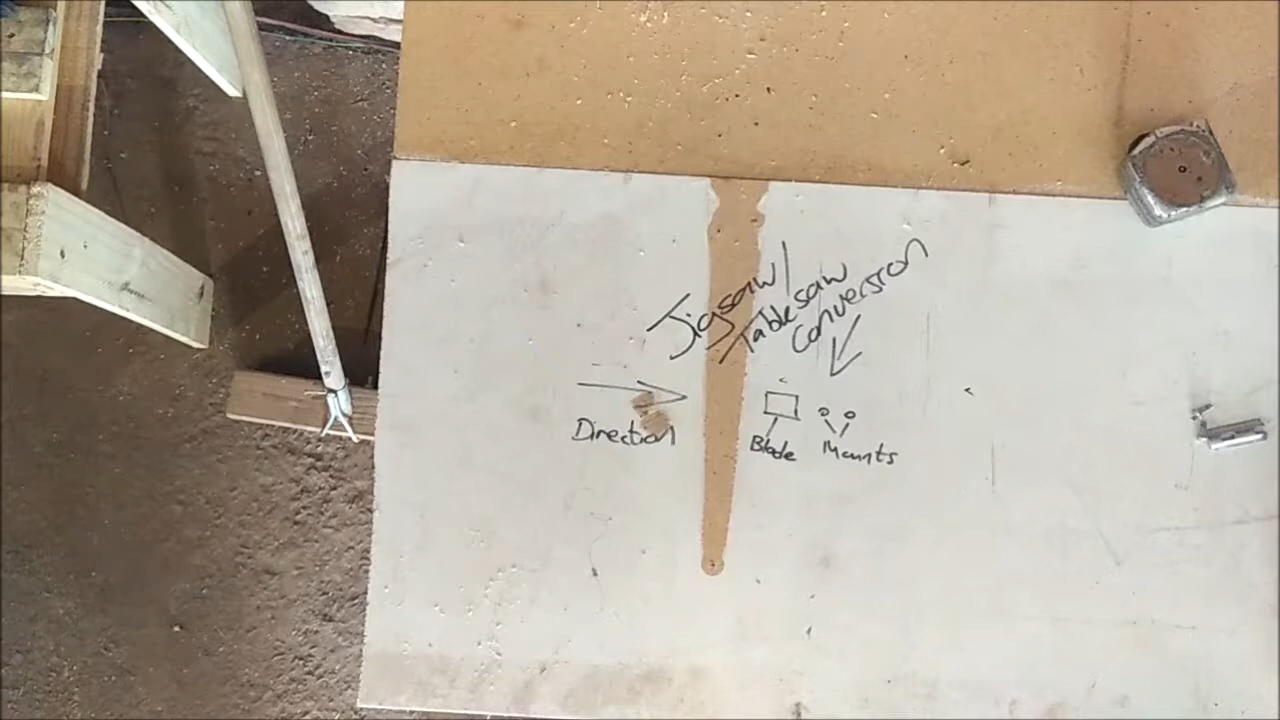 Jigsaw/
Tablesaw
Conversion
Direction
Blade
Mounts